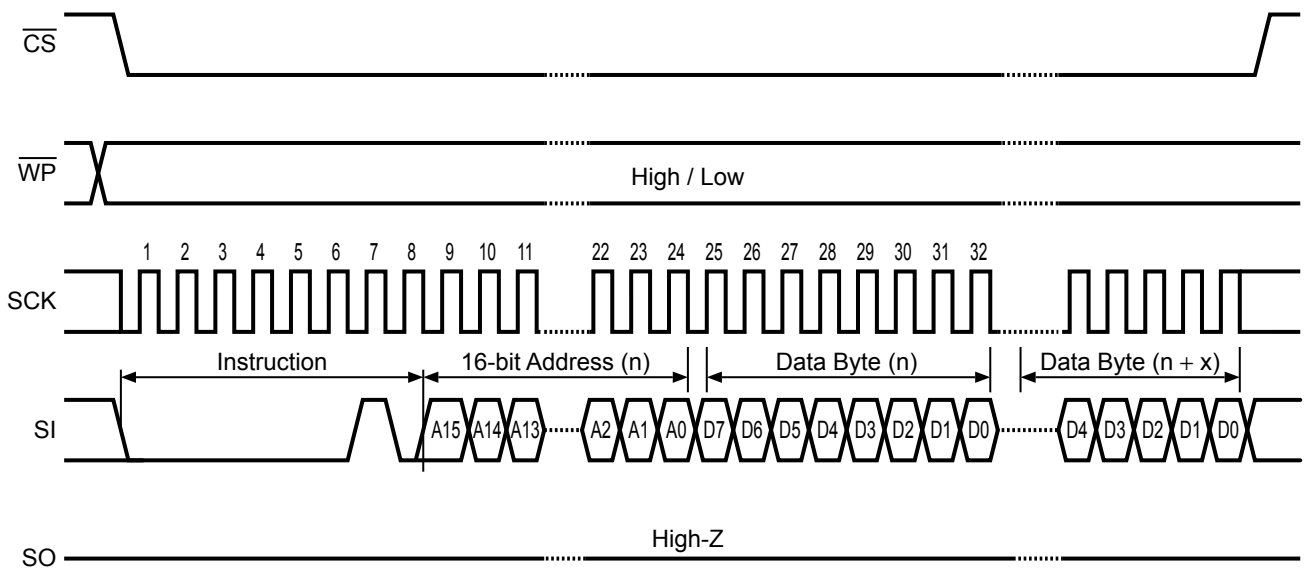 CS
WP
High / Low
1 2 3 4 5 6 7 8 9 10 11 22 23 24 25 26 27 28 29 30 31 32
SCK
Instruction 16-bit Address (n) Data Byte (n) Data Byte (n + x)
SI A15 A14 A13 A2 A1 A0 D7 D6 D5 D4 D3 D2 D1 D0 D4 D3 D2 D1 D0
High-Z
SO